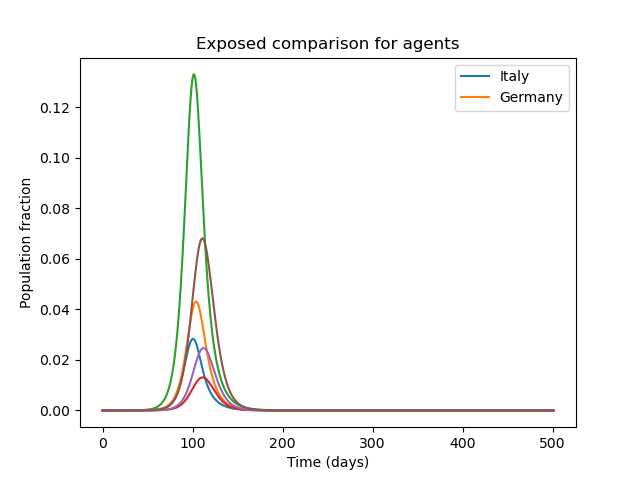 Exposed comparison for agents
Italy
Germany
Population fraction
0.12
0.10
0.08
0.06
0.04
0.02
0.00
0
100
200
300
400
500
Time (days)